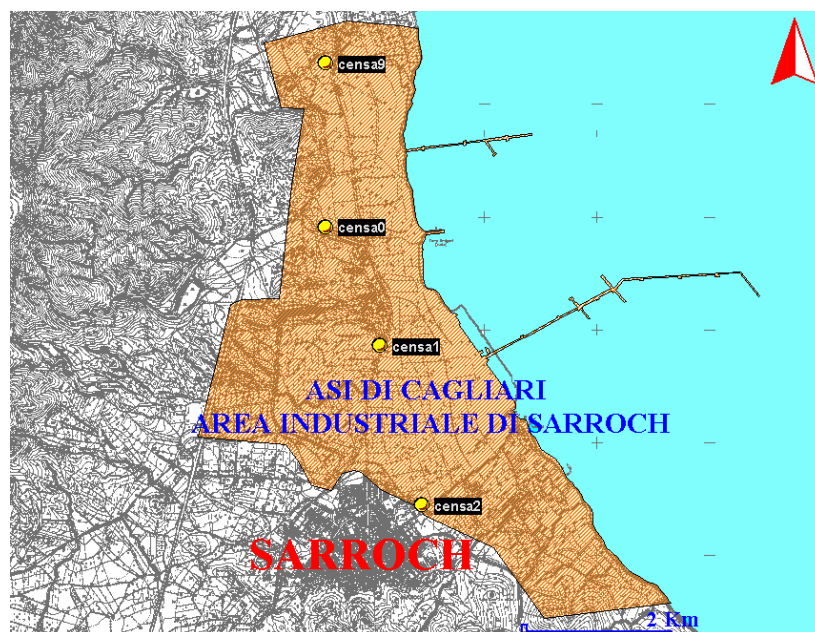 censa9
censa0
censa1
ASI DI CAGLIARI
AREA INDUSTRIALE DI SARROCH
censa2
SARROCH
2 Km